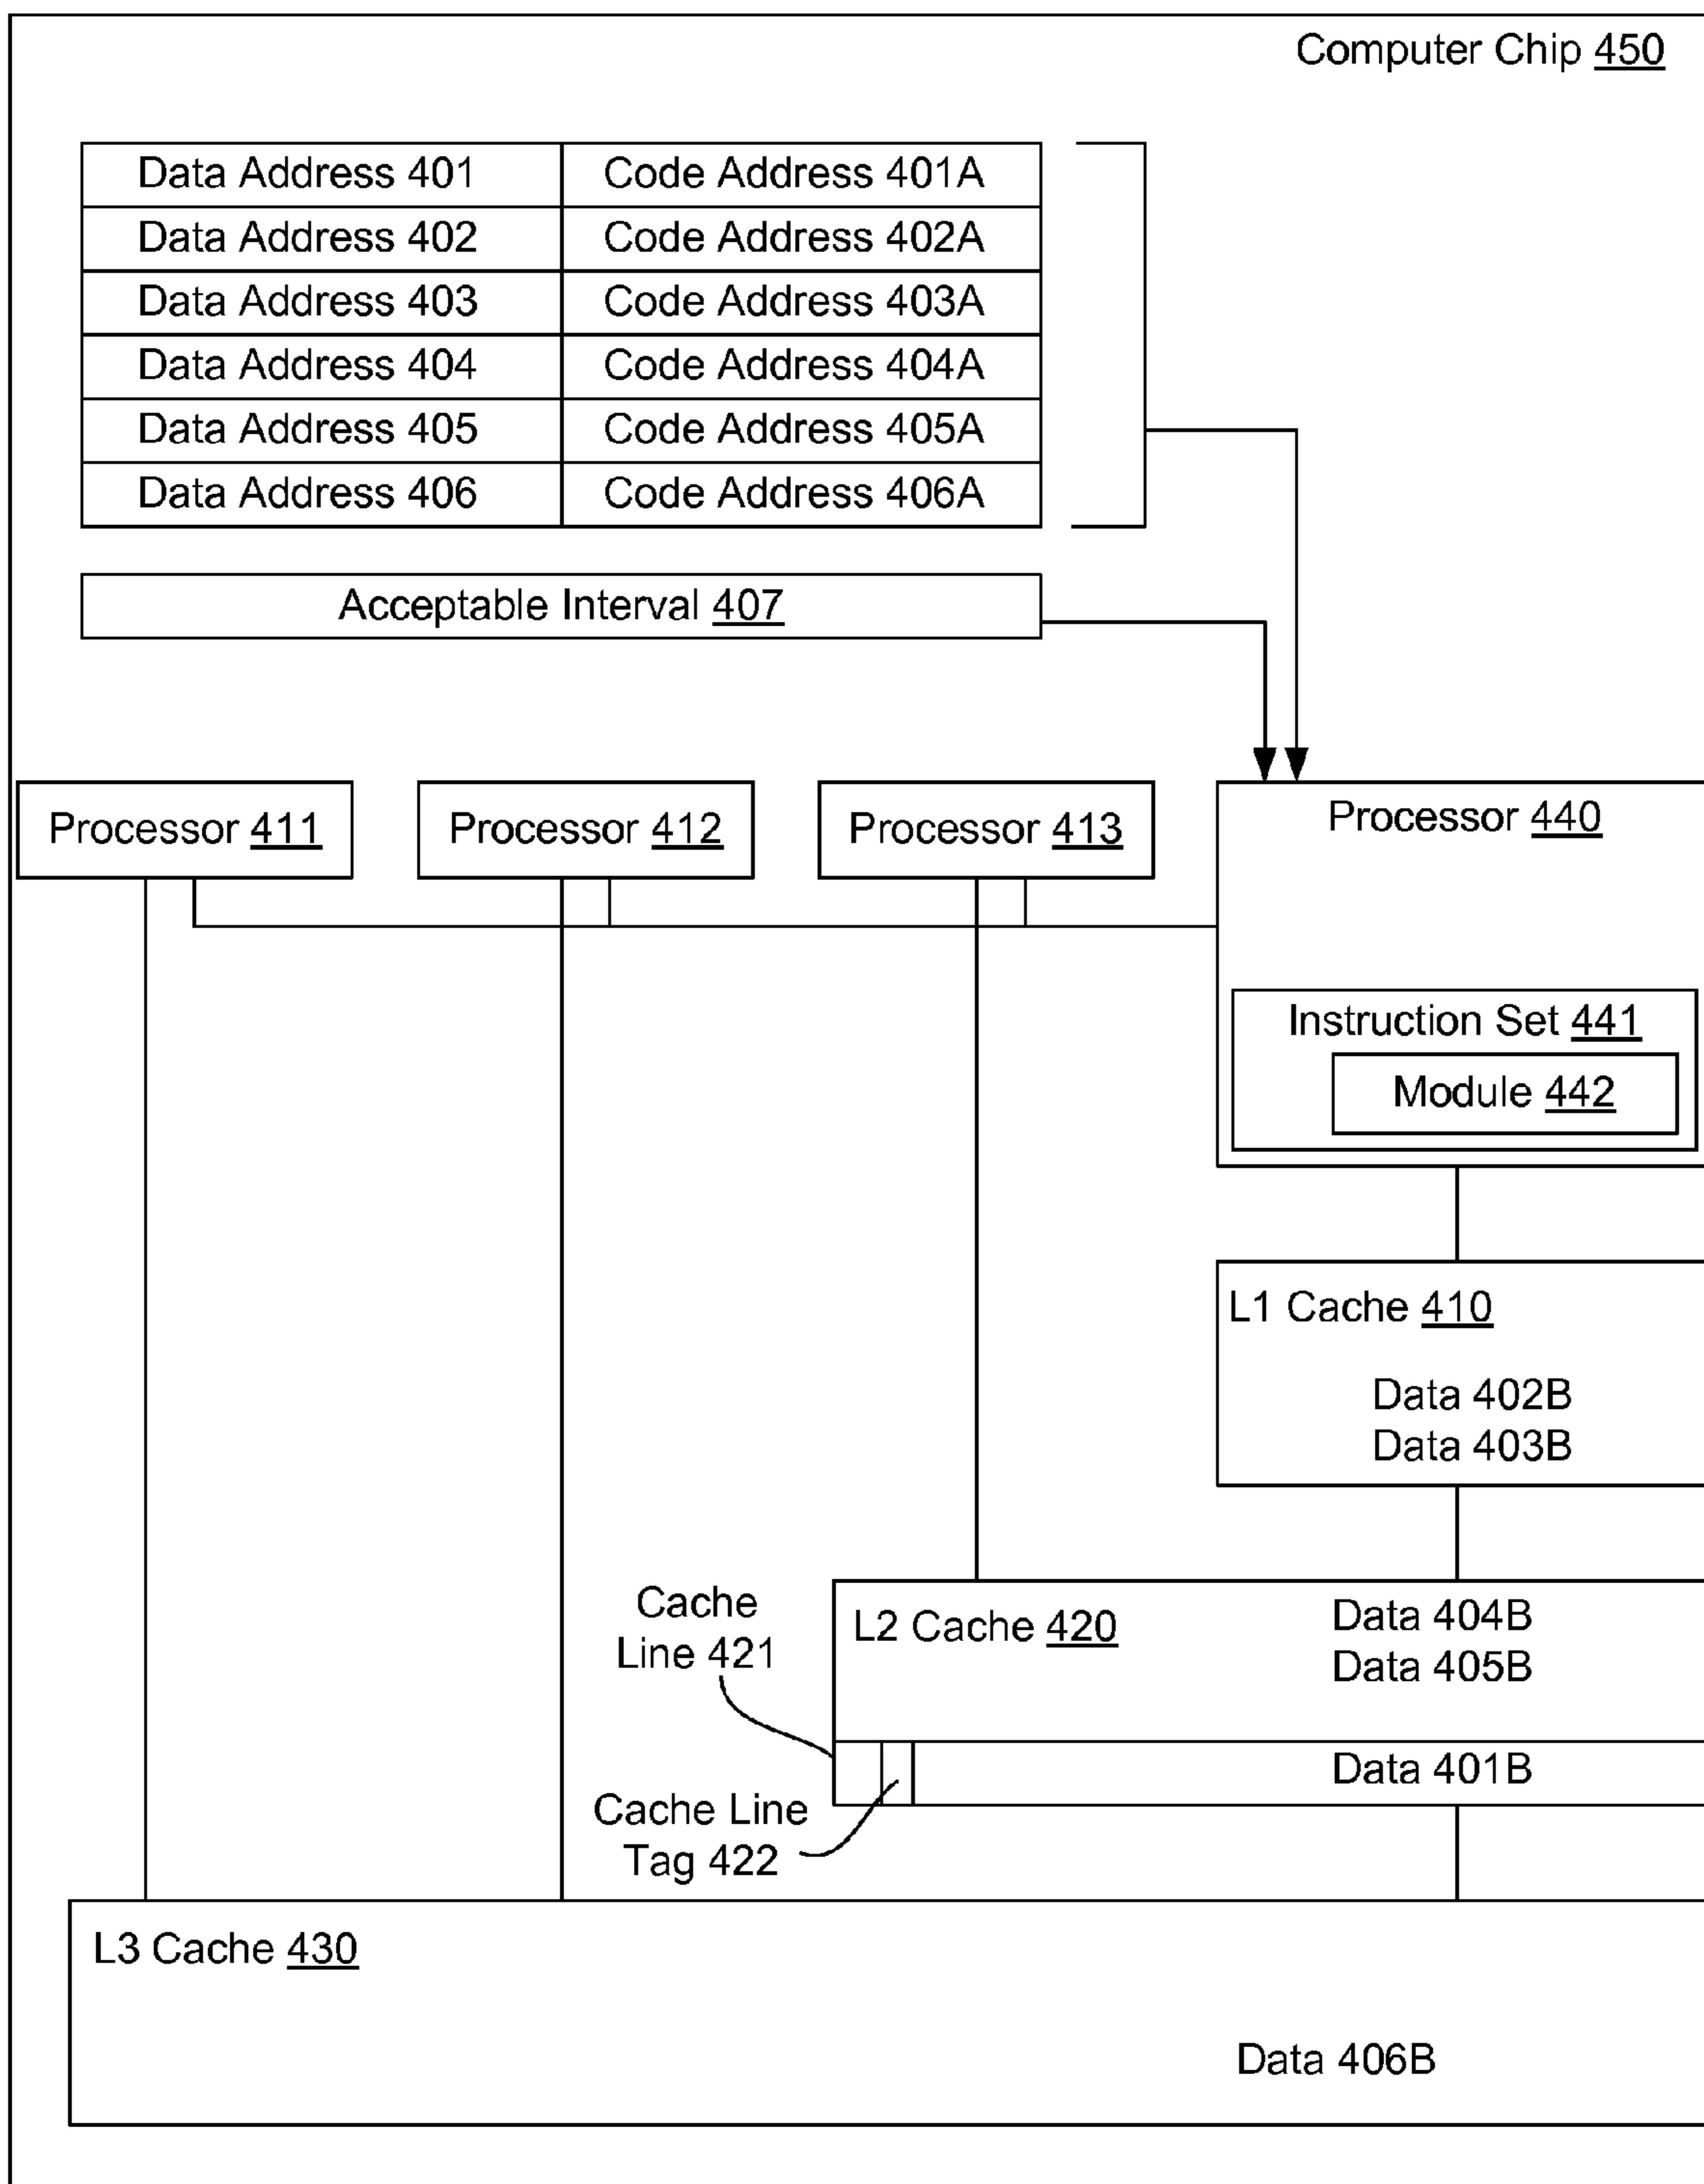 Computer Chip 450
Data Address 401 Code Address 401A
Data Address 402 Code Address 402A
Data Address 403 Code Address 403A
Data Address 404 Code Address 404A
Data Address 405 Code Address 405A
Data Address 406 Code Address 406A
Acceptable Interval 407
Processor 411
Processor 412
Processor 413
Processor 440
Instruction Set 441
Module 442
L1 Cache 410
Data 402B
Data 403B
Cache
Line 421
L2 Cache 420
Data 404B
Data 405B
Data 401B
Cache Line
Tag 422
L3 Cache 430
Data 406B